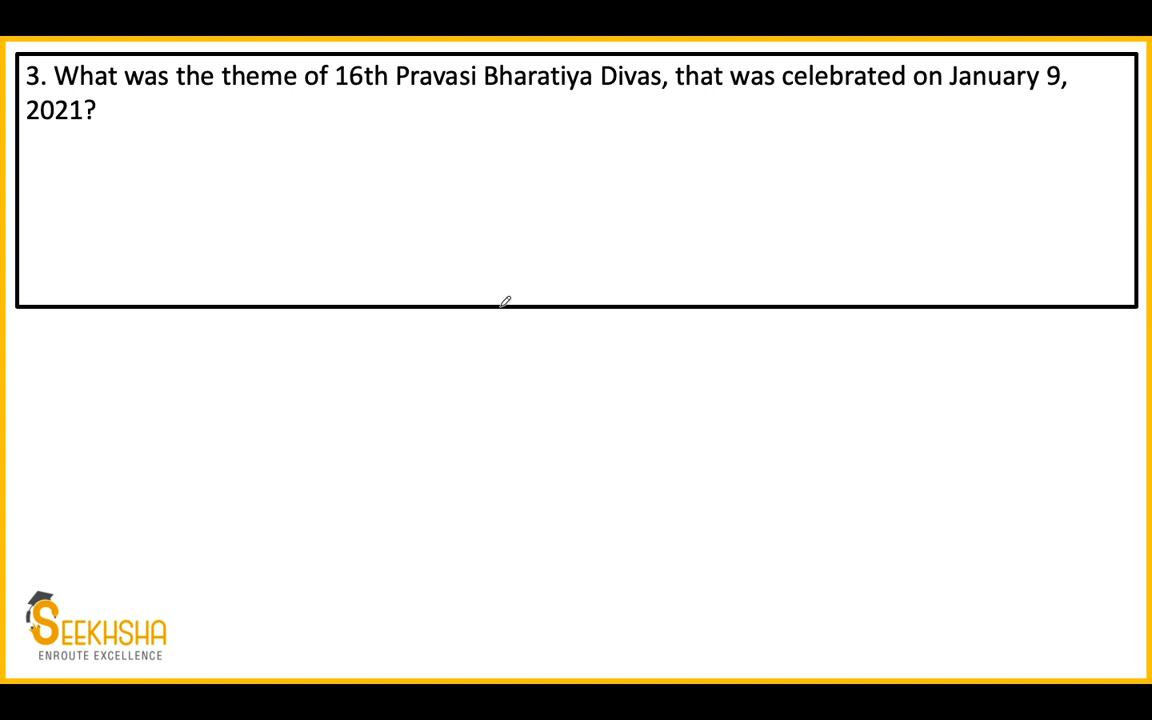 3. What was the theme of 16th Pravasi Bharatiya Divas, that was celebrated on January 9,
2021?
SEEKHSHA
ENROUTE EXCELLENCE